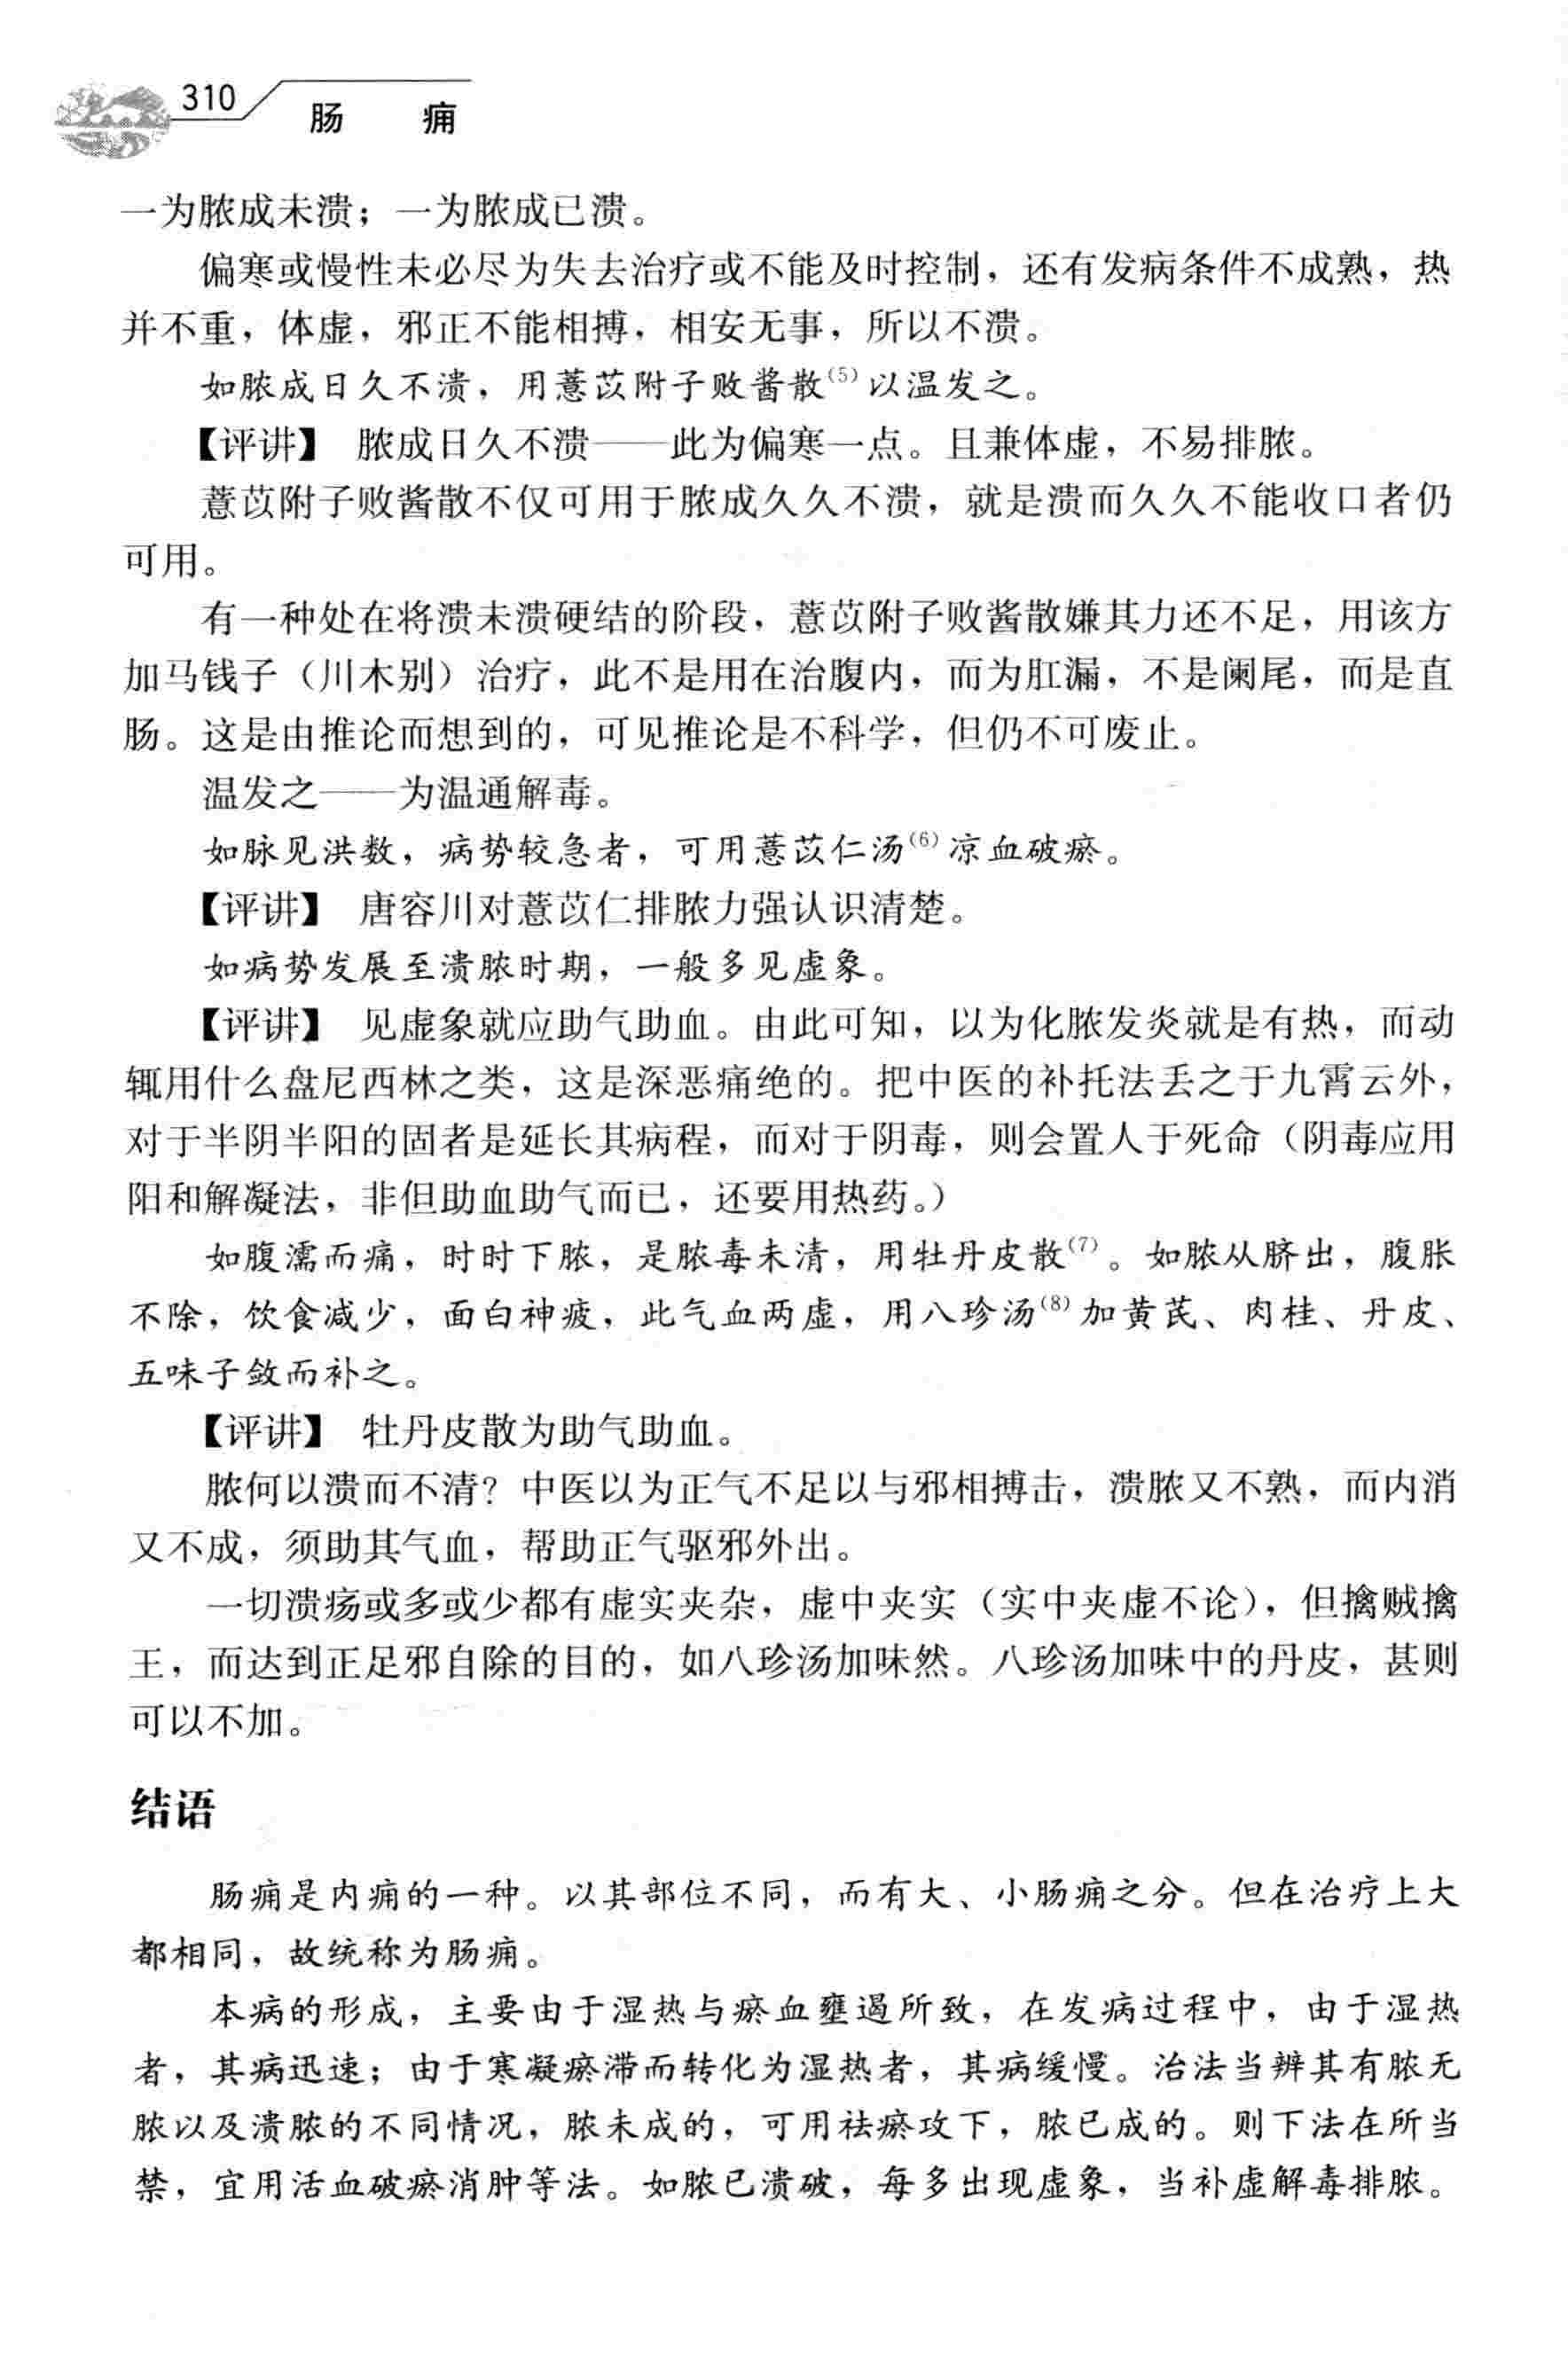 310
肠 痈
一为脓成未溃；一为脓成已溃。
偏寒或慢性未必尽为失去治疗或不能及时控制，还有发病条件不成熟，热
并不重，体虚，邪正不能相搏，相安无事，所以不溃。
如脓成日久不溃，用薏苡附子败酱散(5)以温发之。
【评讲】 脓成日久不溃——此为偏寒一点。且兼体虚，不易排脓。
薏苡附子败酱散不仅可用于脓成久久不溃，就是溃而久久不能收口者仍
可用。
有一种处在将溃未溃硬结的阶段，薏苡附子败酱散嫌其力还不足，用该方
加马钱子（川木别）治疗，此不是用在治腹内，而为肛漏，不是阑尾，而是直
肠。这是由推论而想到的，可见推论是不科学，但仍不可废止。
温发之——为温通解毒。
如脉见洪数，病势较急者，可用薏苡仁汤(6)凉血破瘀。
【评讲】 唐容川对薏苡仁排脓力强认识清楚。
如病势发展至溃脓时期，一般多见虚象。
【评讲】 见虚象就应助气助血。由此可知，以为化脓发炎就是有热，而动
辄用什么盘尼西林之类，这是深恶痛绝的。把中医的补托法丢之于九霄云外，
对于半阴半阳的固者是延长其病程，而对于阴毒，则会置人于死命（阴毒应用
阳和解凝法，非但助血助气而已，还要用热药。）
如腹濡而痛，时时下脓，是脓毒未清，用牡丹皮散(7)。如脓从脐出，腹胀
不除，饮食减少，面白神疲，此气血两虚，用八珍汤(8)加黄芪、肉桂、丹皮、
五味子敛而补之。
【评讲】 牡丹皮散为助气助血。
脓何以溃而不清？中医以为正气不足以与邪相搏击，溃脓又不熟，而内消
又不成，须助其气血，帮助正气驱邪外出。
一切溃疡或多或少都有虚实夹杂，虚中夹实（实中夹虚不论），但擒贼擒
王，而达到正足邪自除的目的，如八珍汤加味然。八珍汤加味中的丹皮，甚则
可以不加。
结语
肠痈是内痈的一种。以其部位不同，而有大、小肠痈之分。但在治疗上大
都相同，故统称为肠痈。
本病的形成，主要由于湿热与瘀血壅遏所致，在发病过程中，由于湿热
者，其病迅速；由于寒凝瘀滞而转化为湿热者，其病缓慢。治法当辨其有脓无
脓以及溃脓的不同情况，脓未成的，可用祛瘀攻下，脓已成的。则下法在所当
禁，宜用活血破瘀消肿等法。如脓已溃破，每多出现虚象，当补虚解毒排脓。